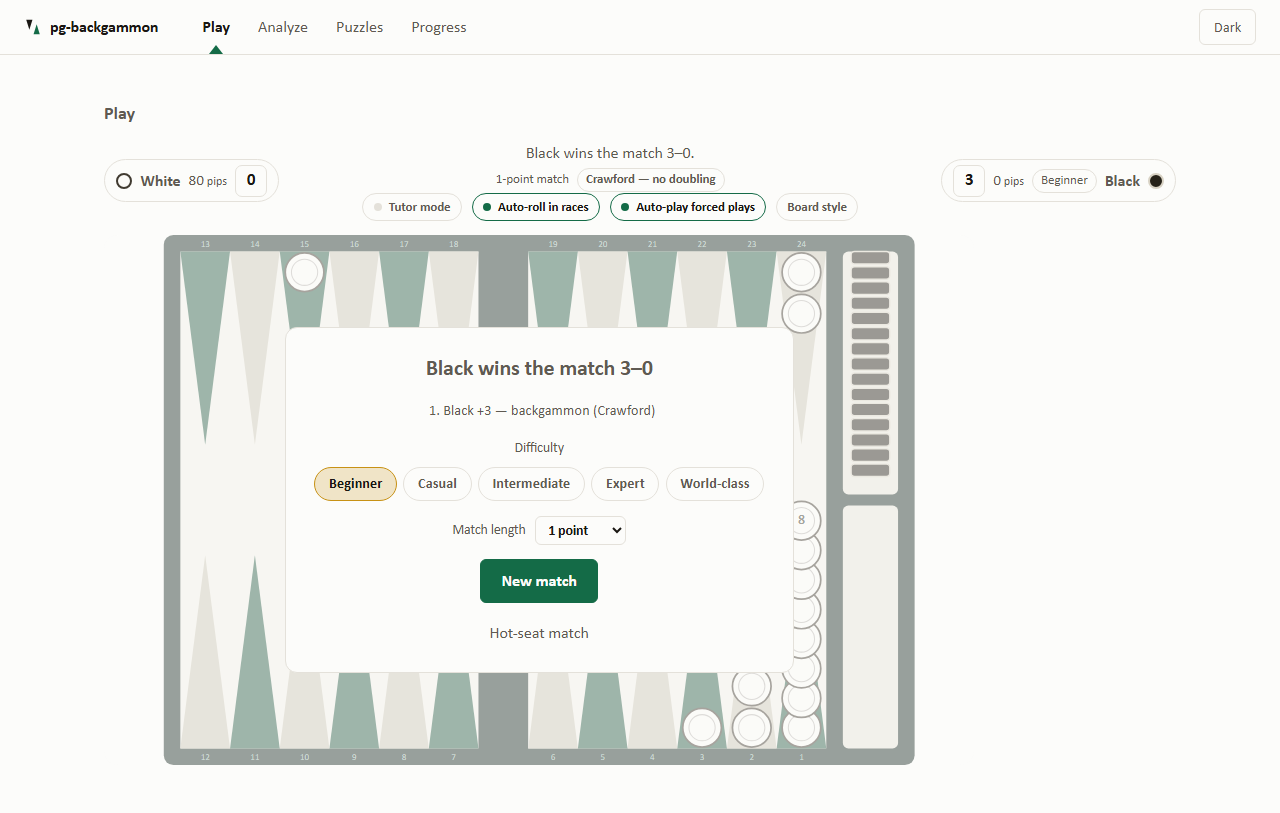 pg-backgammon Play Analyze Puzzles Progress Dark
Play
Black wins the match 3–0.
White 80 pips 0
1-point match Crawford — no doubling
3 0 pips Beginner Black
Tutor mode Auto-roll in races Auto-play forced plays Board style
13 14 15 16 17 18 19 20 21 22 23 24
Black wins the match 3–0
1. Black +3 — backgammon (Crawford)
Difficulty
Beginner Casual Intermediate Expert World-class
8
Match length 1 point
New match
Hot-seat match
12 11 10 9 8 7 6 5 4 3 2 1